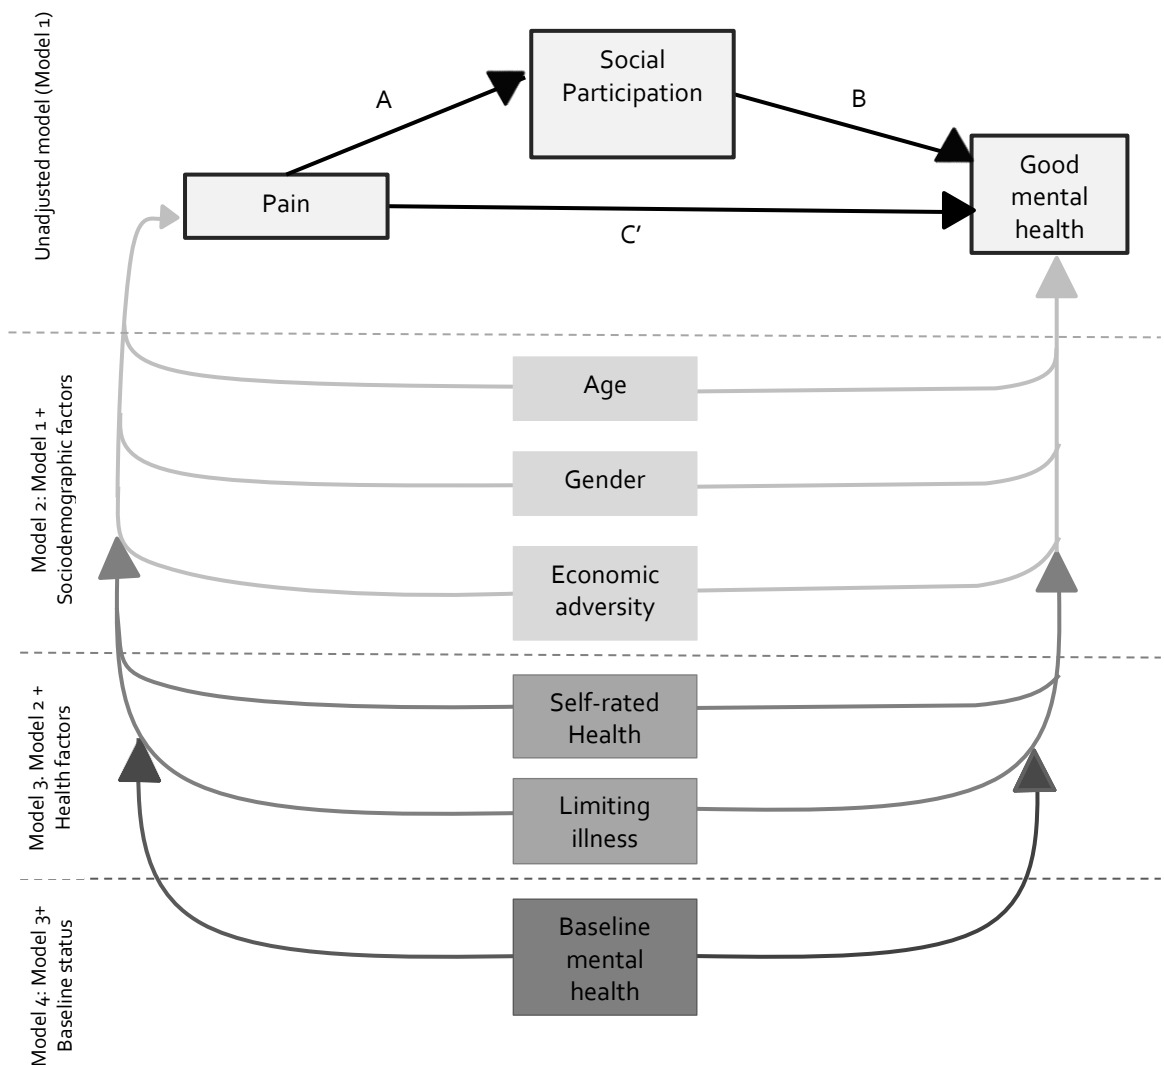 Unadjusted model (Model 1)
Social
Participation
A
B
Good
mental
health
Pain
C’
Model 2: Model 1 +
Sociodemographic factors
Age
Gender
Economic
adversity
Model 3. Model 2 +
Health factors
Self-rated
Health
Limiting
illness
Model 4: Model 3+
Baseline status
Baseline
mental
health